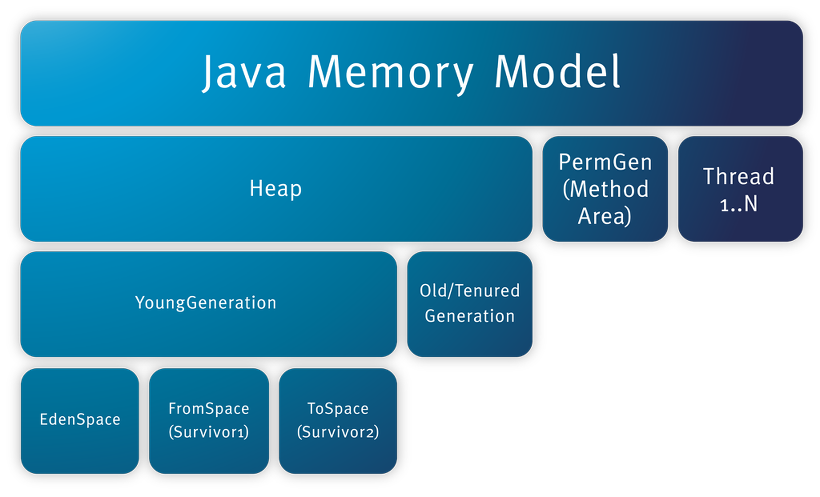 Java Memory Model
Heap
PermGen
(Method
Area)
Thread
1..N
YoungGeneration
Old/Tenured
Generation
EdenSpace
FromSpace
(Survivor1)
ToSpace
(Survivor2)